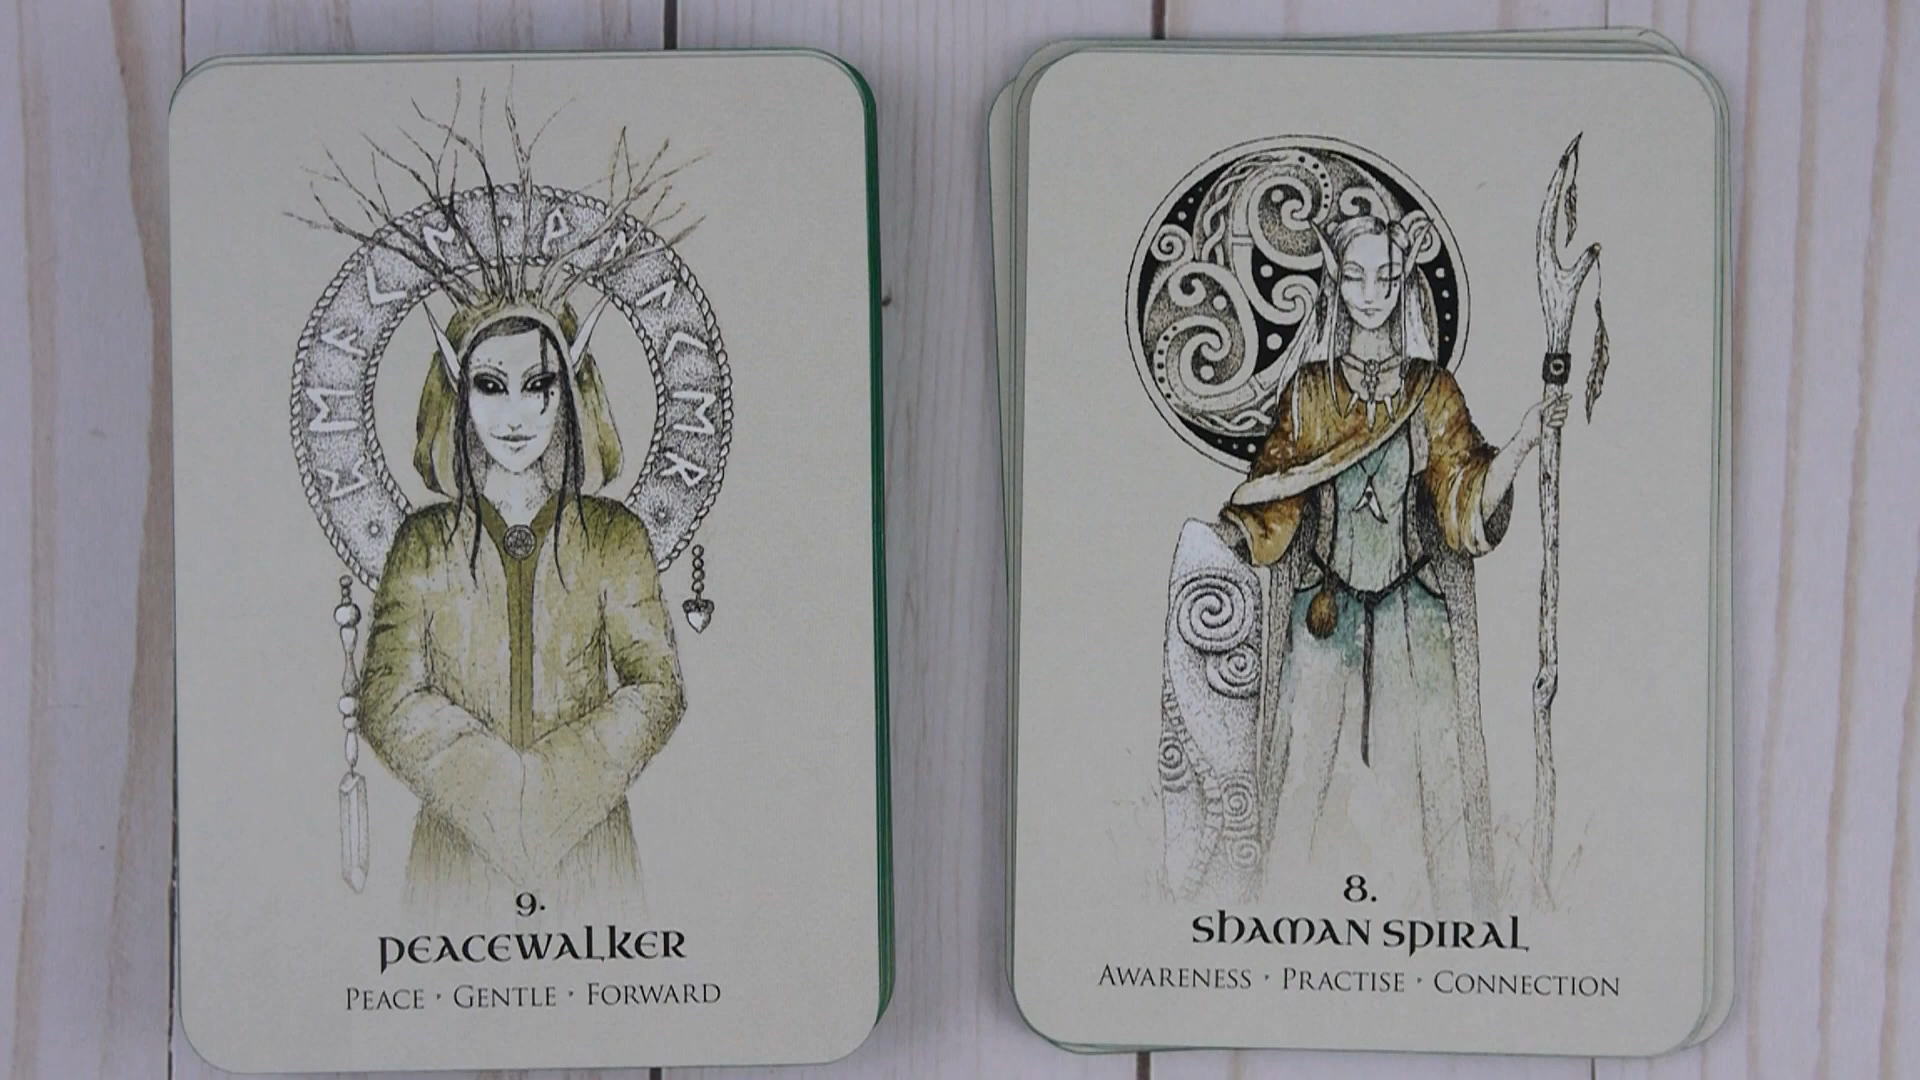 9.
PEACEWALKER
PEACE · GENTLE · FORWARD
8.
SHAMAN SPIRAL
AWARENESS · PRACTISE · CONNECTION